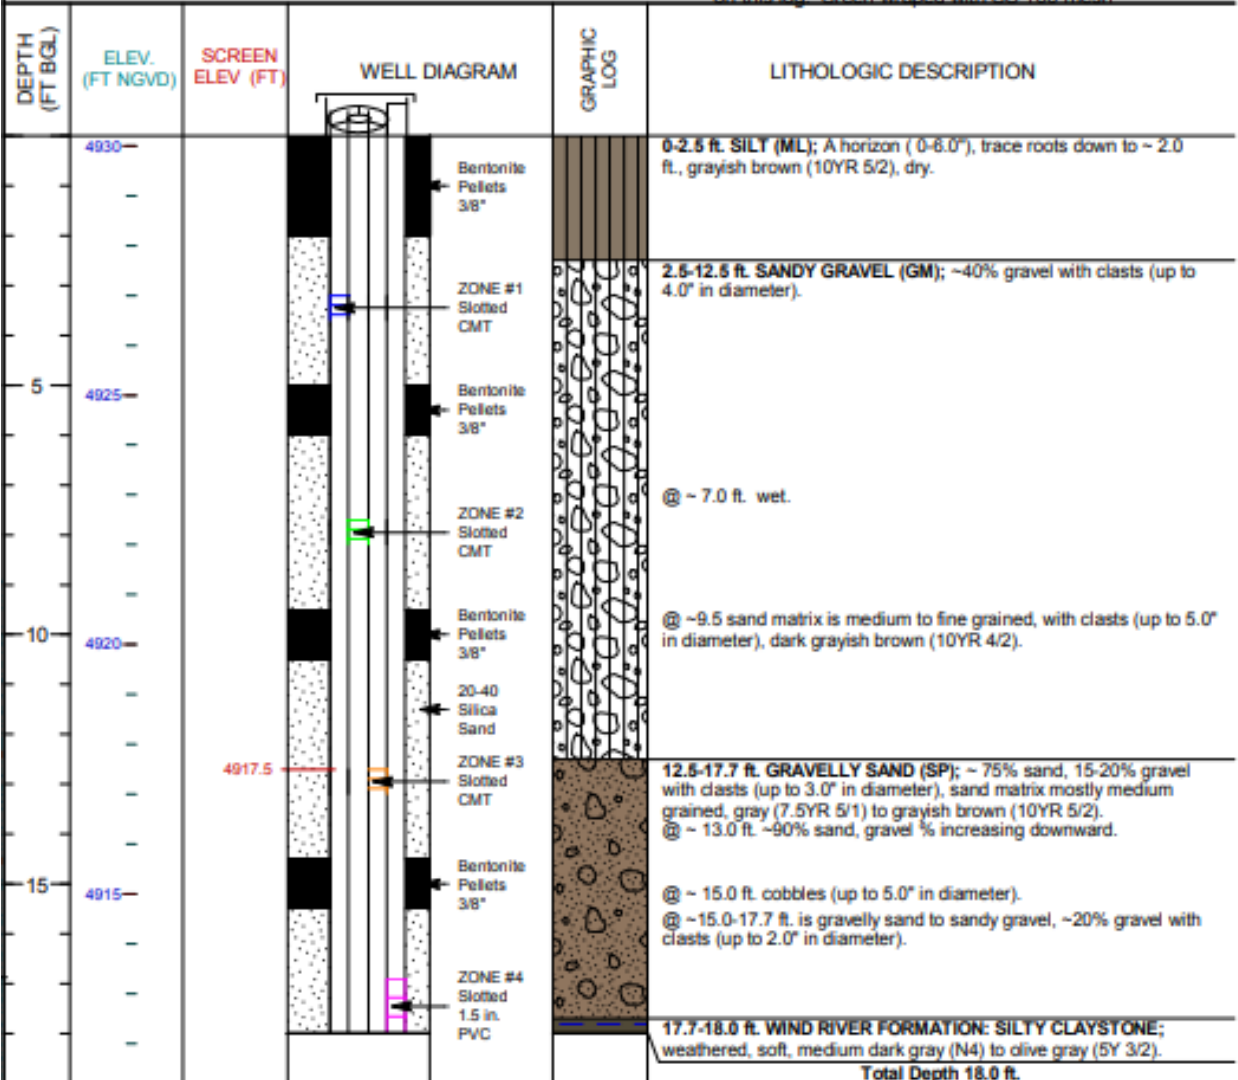 DEPTH
(FT BGL)
ELEV.
(FT NGVD)
SCREEN
ELEV (FT)
WELL DIAGRAM
GRAPHIC
LOG
LITHOLOGIC DESCRIPTION
4930
Bentonite
Pellets
3/8"
0-2.5 ft. SILT (ML); A horizon ( 0-6.0"), trace roots down to ~ 2.0
ft., grayish brown (10YR 5/2), dry.
ZONE #1
Slotted
CMT
2.5-12.5 ft. SANDY GRAVEL (GM); ~40% gravel with clasts (up to
4.0" in diameter).
5
4925
Bentonite
Pellets
3/8"
@ ~ 7.0 ft. wet.
ZONE #2
Slotted
CMT
10
4920
Bentonite
Pellets
3/8"
@ ~9.5 sand matrix is medium to fine grained, with clasts (up to 5.0"
in diameter), dark grayish brown (10YR 4/2).
20-40
Silica
Sand
4917.5
ZONE #3
Slotted
CMT
12.5-17.7 ft. GRAVELLY SAND (SP); ~ 75% sand, 15-20% gravel
with clasts (up to 3.0" in diameter), sand matrix mostly medium
grained, gray (7.5YR 5/1) to grayish brown (10YR 5/2).
@ ~ 13.0 ft. ~90% sand, gravel % increasing downward.
15
4915
Bentonite
Pellets
3/8"
@ ~ 15.0 ft. cobbles (up to 5.0" in diameter).
@ ~15.0-17.7 ft. is gravelly sand to sandy gravel, ~20% gravel with
clasts (up to 2.0" in diameter).
ZONE #4
Slotted
1.5 in.
PVC
17.7-18.0 ft. WIND RIVER FORMATION: SILTY CLAYSTONE;
weathered, soft, medium dark gray (N4) to olive gray (5Y 3/2).
Total Depth 18.0 ft.